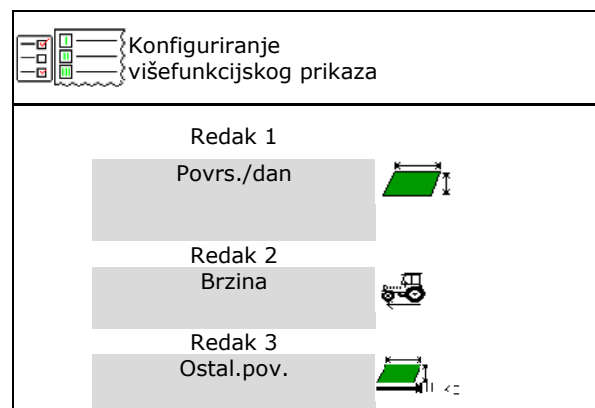 Konfiguriranje
višefunkcijskog prikaza
Redak 1
Povrs./dan
Redak 2
Brzina
Redak 3
Ostal.pov.